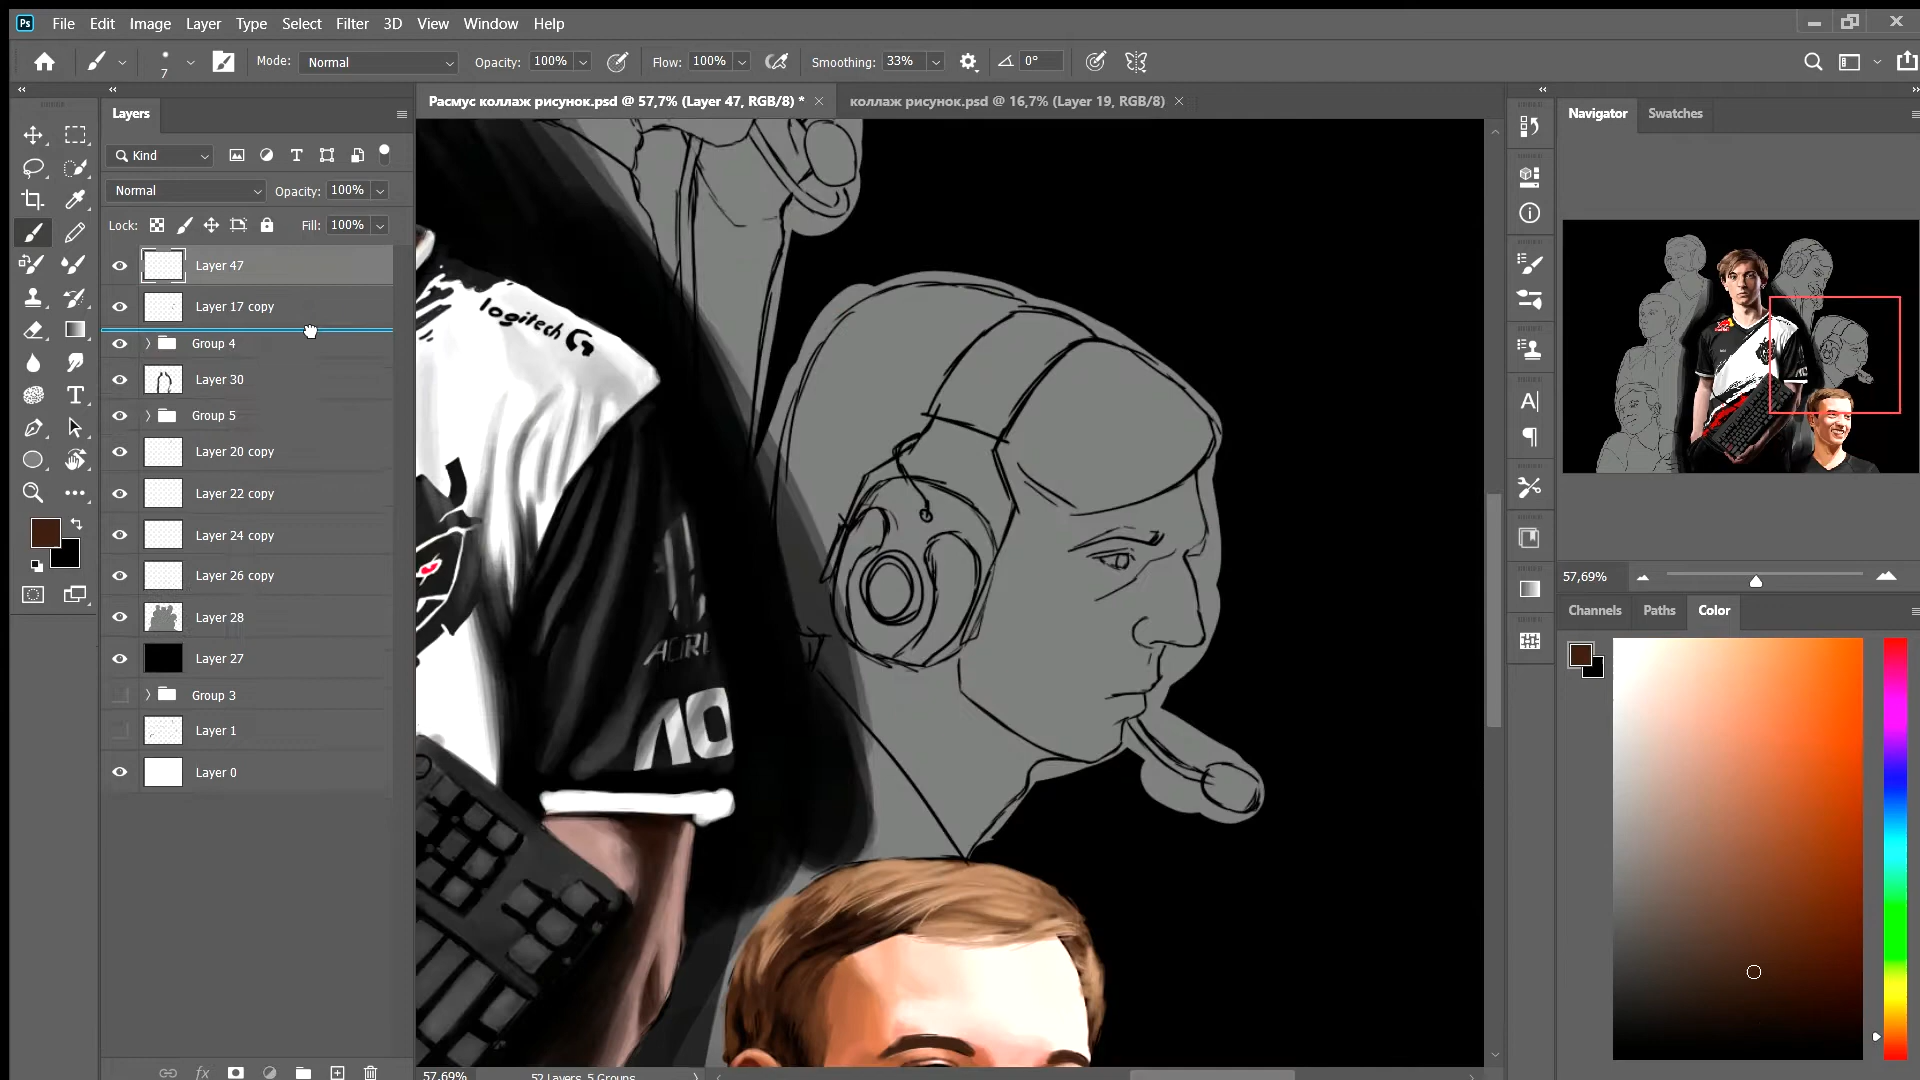 Ps File Edit Image Layer Type Select Filter 3D View Window Help
7 Mode: Normal Opacity: 100% Flow: 100% Smoothing: 33% 0°
Layers
Расмус коллаж рисунок.psd @ 57,7% (Layer 47, RGB/8) *
коллаж рисунок.psd @ 16,7% (Layer 19, RGB/8)
Navigator Swatches
Kind
Normal Opacity: 100%
Lock: Fill: 100%
Layer 47
Layer 17 copy
Group 4
Layer 30
Group 5
Layer 20 copy
Layer 22 copy
Layer 24 copy
Layer 26 copy
Layer 28
Layer 27
Group 3
Layer 1
Layer 0
logitech G
57,69%
Channels Paths Color
57,69% 52 Layers, 5 Groups